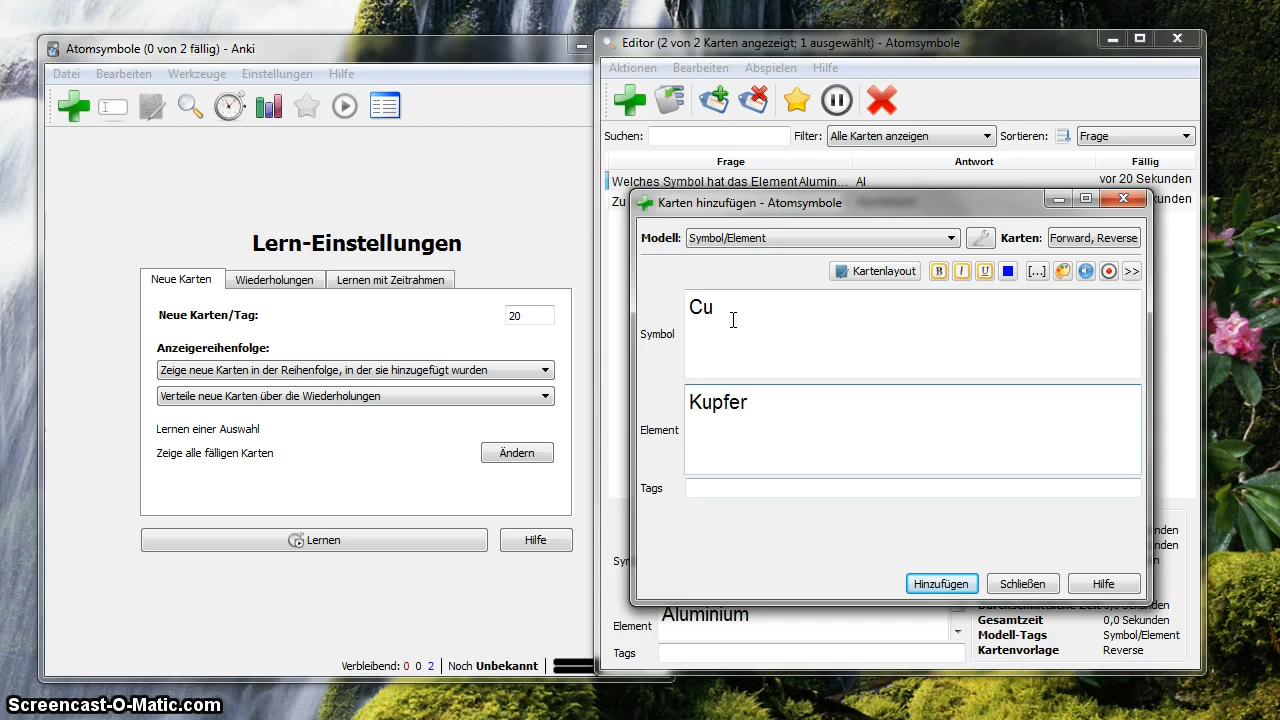 Atomsymbole (0 von 2 fällig) - Anki
Datei Bearbeiten Werkzeuge Einstellungen Hilfe
Lern-Einstellungen
Neue Karten Wiederholungen Lernen mit Zeitrahmen
Neue Karten/Tag: 20
Anzeigereihenfolge:
Zeige neue Karten in der Reihenfolge, in der sie hinzugefügt wurden
Verteile neue Karten über die Wiederholungen
Lernen einer Auswahl
Zeige alle fälligen Karten Ändern
Lernen Hilfe
Verbleibend: 0 0 2 Noch Unbekannt
Editor (2 von 2 Karten angezeigt; 1 ausgewählt) - Atomsymbole
Aktionen Bearbeiten Abspielen Hilfe
Suchen: Filter: Alle Karten anzeigen Sortieren: Frage
Frage Antwort Fällig
Welches Symbol hat das Element Alumin... Al vor 20 Sekunden
Zu
Karten hinzufügen - Atomsymbole
Modell: Symbol/Element Karten: Forward, Reverse
Kartenlayout B I U [...] >>
Symbol Cu
Element Kupfer
Tags
Hinzufügen Schließen Hilfe
Element Aluminium
Tags
Gesamtzeit 0,0 Sekunden
Modell-Tags Symbol/Element
Kartenvorlage Reverse
Screencast-O-Matic.com